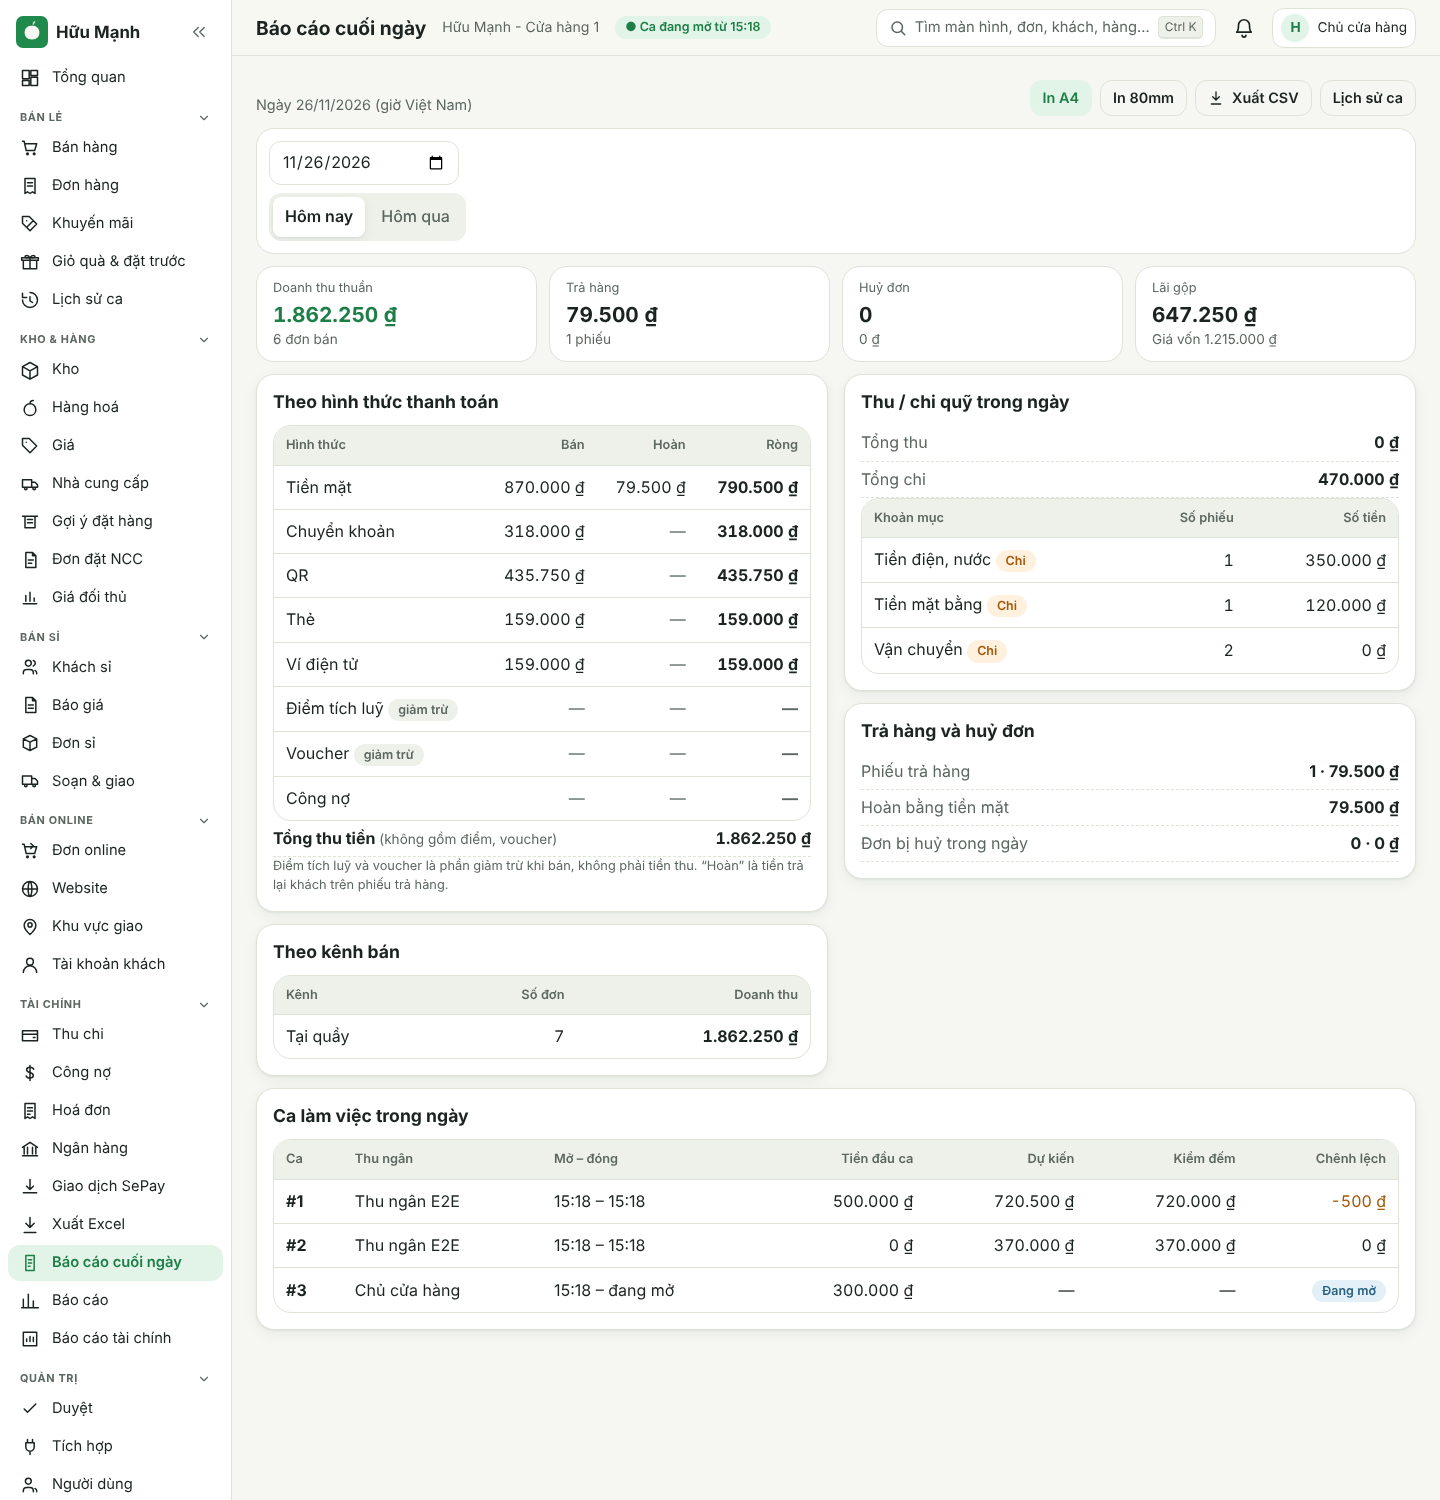 Hữu Mạnh
Tổng quan
BÁN LẺ
Bán hàng
Đơn hàng
Khuyến mãi
Giỏ quà & đặt trước
Lịch sử ca
KHO & HÀNG
Kho
Hàng hoá
Giá
Nhà cung cấp
Gợi ý đặt hàng
Đơn đặt NCC
Giá đối thủ
BÁN SỈ
Khách sỉ
Báo giá
Đơn sỉ
Soạn & giao
BÁN ONLINE
Đơn online
Website
Khu vực giao
Tài khoản khách
TÀI CHÍNH
Thu chi
Công nợ
Hoá đơn
Ngân hàng
Giao dịch SePay
Xuất Excel
Báo cáo cuối ngày
Báo cáo
Báo cáo tài chính
QUẢN TRỊ
Duyệt
Tích hợp
Người dùng
Báo cáo cuối ngày Hữu Mạnh - Cửa hàng 1 Ca đang mở từ 15:18 Tìm màn hình, đơn, khách, hàng... Ctrl K H Chủ cửa hàng
Ngày 26/11/2026 (giờ Việt Nam) In A4 In 80mm Xuất CSV Lịch sử ca
11/26/2026
Hôm nay Hôm qua
Doanh thu thuần
1.862.250 ₫
6 đơn bán
Trả hàng
79.500 ₫
1 phiếu
Huỷ đơn
0
0 ₫
Lãi gộp
647.250 ₫
Giá vốn 1.215.000 ₫
Theo hình thức thanh toán
Hình thức Bán Hoàn Ròng
Tiền mặt 870.000 ₫ 79.500 ₫ 790.500 ₫
Chuyển khoản 318.000 ₫ — 318.000 ₫
QR 435.750 ₫ — 435.750 ₫
Thẻ 159.000 ₫ — 159.000 ₫
Ví điện tử 159.000 ₫ — 159.000 ₫
Điểm tích luỹ giảm trừ — — —
Voucher giảm trừ — — —
Công nợ — — —
Tổng thu tiền (không gồm điểm, voucher) 1.862.250 ₫
Điểm tích luỹ và voucher là phần giảm trừ khi bán, không phải tiền thu. “Hoàn” là tiền trả
lại khách trên phiếu trả hàng.
Thu / chi quỹ trong ngày
Tổng thu 0 ₫
Tổng chi 470.000 ₫
Khoản mục Số phiếu Số tiền
Tiền điện, nước Chi 1 350.000 ₫
Tiền mặt bằng Chi 1 120.000 ₫
Vận chuyển Chi 2 0 ₫
Trả hàng và huỷ đơn
Phiếu trả hàng 1 · 79.500 ₫
Hoàn bằng tiền mặt 79.500 ₫
Đơn bị huỷ trong ngày 0 · 0 ₫
Theo kênh bán
Kênh Số đơn Doanh thu
Tại quầy 7 1.862.250 ₫
Ca làm việc trong ngày
Ca Thu ngân Mở – đóng Tiền đầu ca Dự kiến Kiểm đếm Chênh lệch
#1 Thu ngân E2E 15:18 – 15:18 500.000 ₫ 720.500 ₫ 720.000 ₫ -500 ₫
#2 Thu ngân E2E 15:18 – 15:18 0 ₫ 370.000 ₫ 370.000 ₫ 0 ₫
#3 Chủ cửa hàng 15:18 – đang mở 300.000 ₫ — — Đang mở